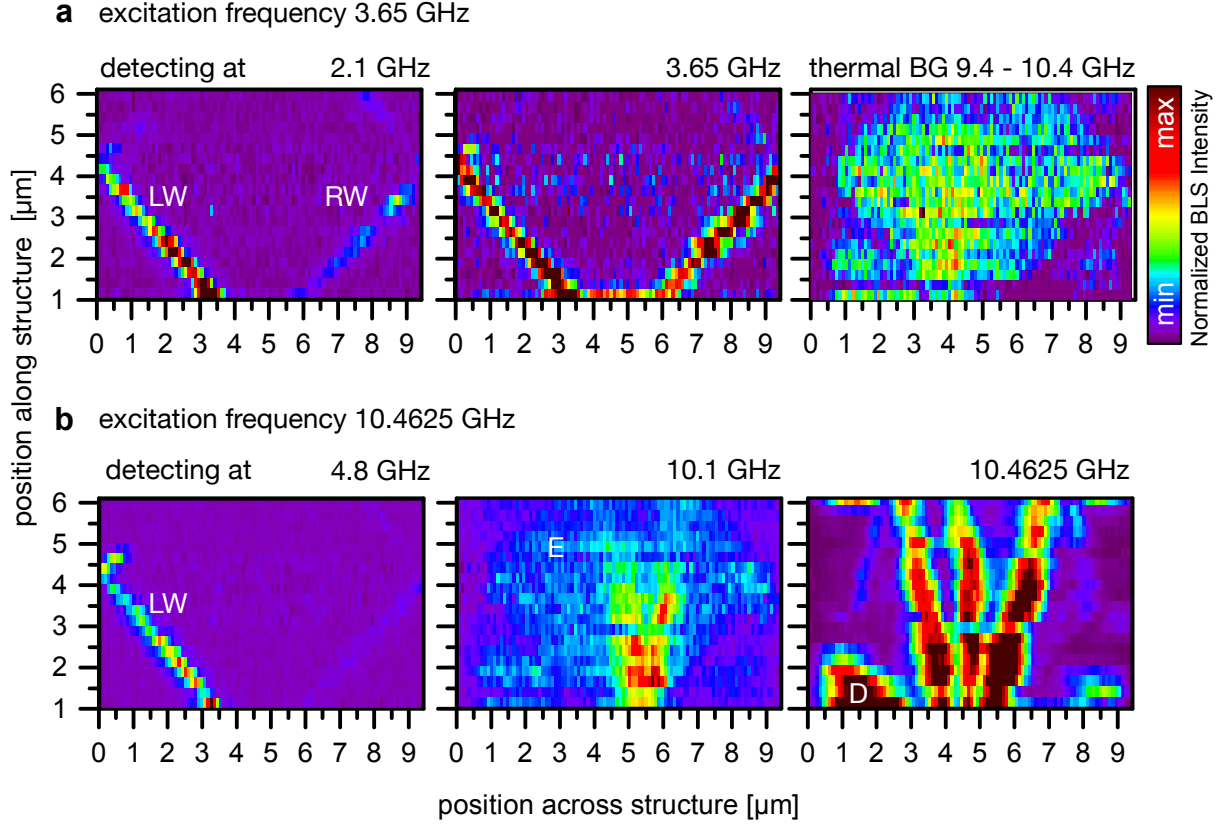 a excitation frequency 3.65 GHz
detecting at 2.1 GHz
3.65 GHz
thermal BG 9.4 - 10.4 GHz
6
5
4
3
2
1
LW
RW
0 1 2 3 4 5 6 7 8 9
0 1 2 3 4 5 6 7 8 9
0 1 2 3 4 5 6 7 8 9
max
min
Normalized BLS Intensity
position along structure [µm]
b excitation frequency 10.4625 GHz
detecting at 4.8 GHz
10.1 GHz
10.4625 GHz
6
5
4
3
2
1
LW
E
D
0 1 2 3 4 5 6 7 8 9
0 1 2 3 4 5 6 7 8 9
0 1 2 3 4 5 6 7 8 9
position across structure [µm]